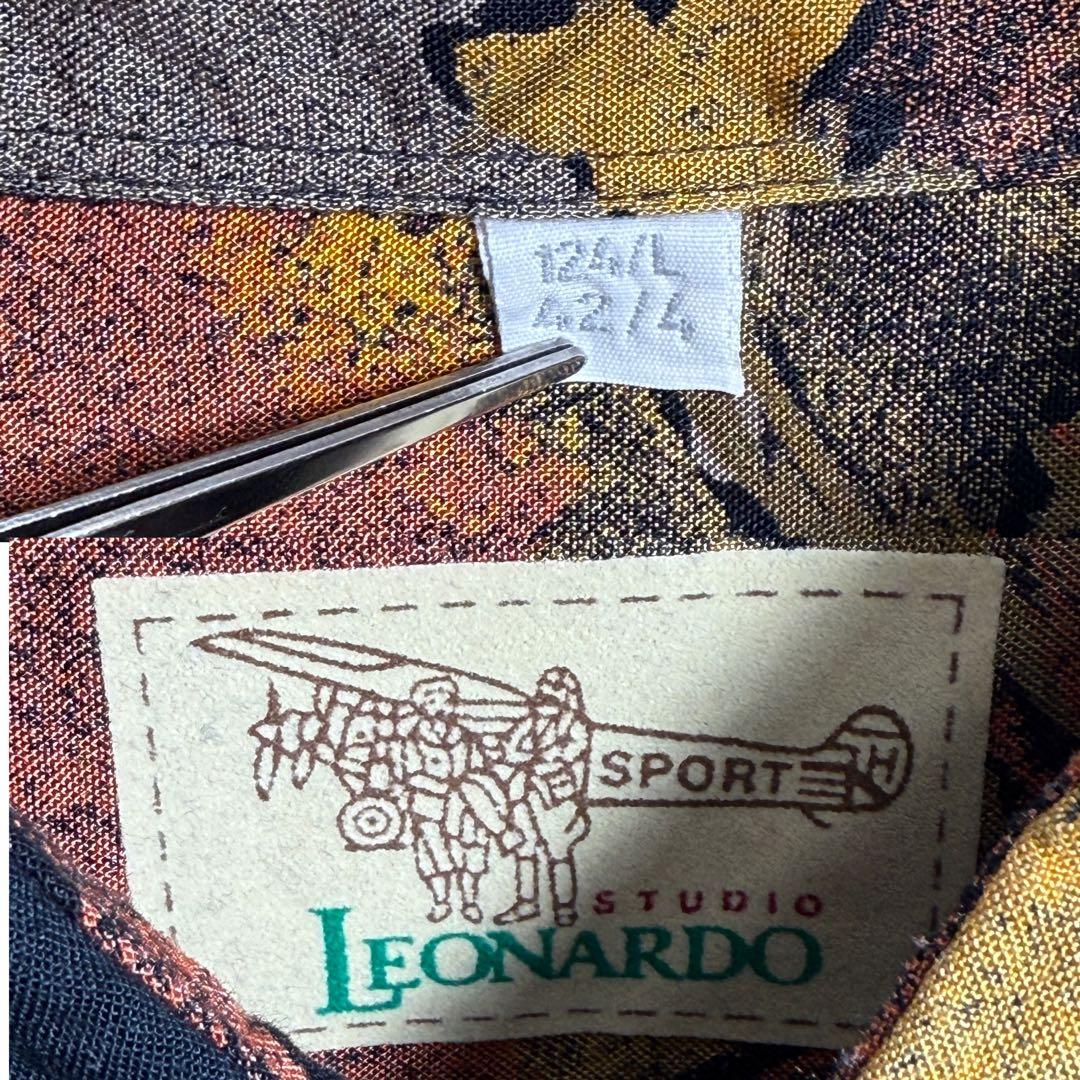 124/L
42/4
SPORT
H
STUDIO
LEONARDO